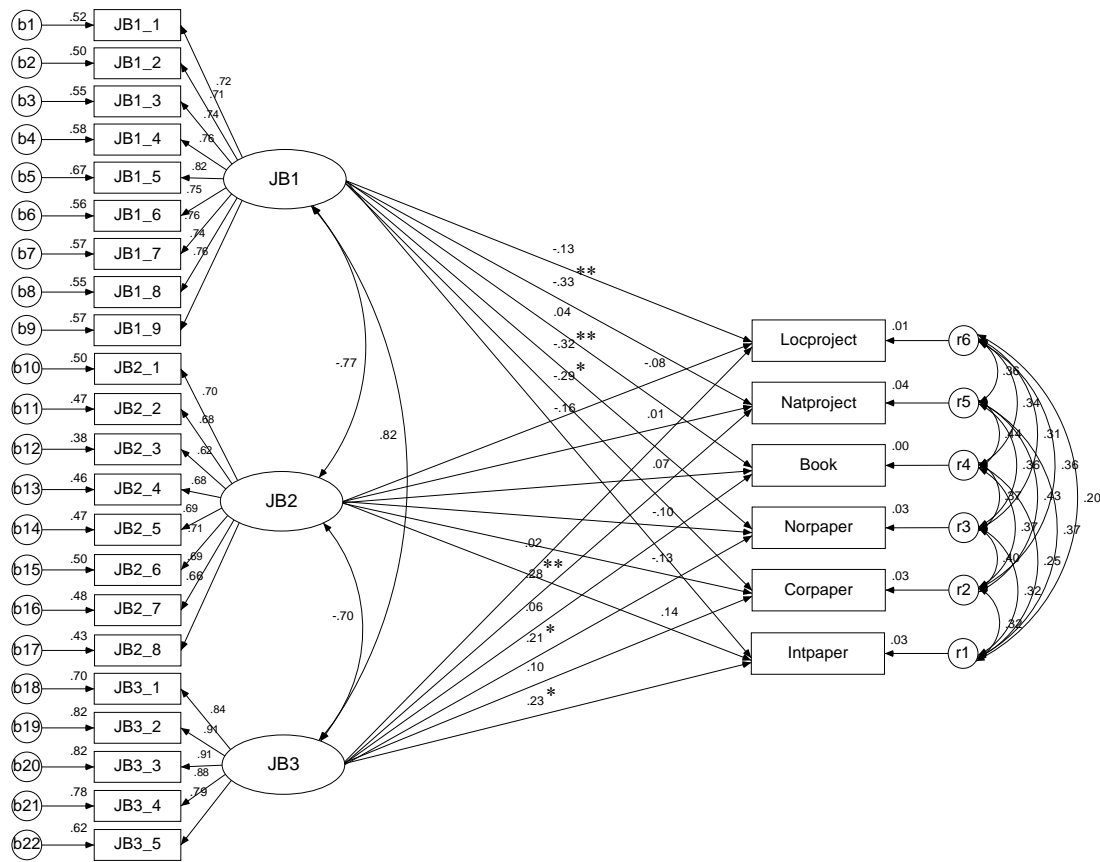 b1 .52 JB1_1
b2 .50 JB1_2
b3 .55 JB1_3
b4 .58 JB1_4
b5 .67 JB1_5
b6 .56 JB1_6
b7 .57 JB1_7
b8 .55 JB1_8
b9 .57 JB1_9
b10 .50 JB2_1
b11 .47 JB2_2
b12 .38 JB2_3
b13 .46 JB2_4
b14 .47 JB2_5
b15 .50 JB2_6
b16 .48 JB2_7
b17 .43 JB2_8
b18 .70 JB3_1
b19 .82 JB3_2
b20 .82 JB3_3
b21 .78 JB3_4
b22 .62 JB3_5
.72
.71
.74
.76
.82
.75
.76
.74
.76
JB1
.70
.68
.62
.68
.69
.71
.69
.66
JB2
.84
.91
.91
.88
.79
JB3
-.77
.82
-.70
-.13
-.33**
.04
-.32**
-.29*
-.16
-.08
.01
.07
-.10
-.13
.14
.02
.28**
.06
.21*
.10
.23*
Locproject .01 r6
Natproject .04 r5
Book .00 r4
Norpaper .03 r3
Corpaper .03 r2
Intpaper .03 r1
.36
.34
.31
.44
.36
.36
.43
.20
.37
.37
.37
.40
.25
.32
.32